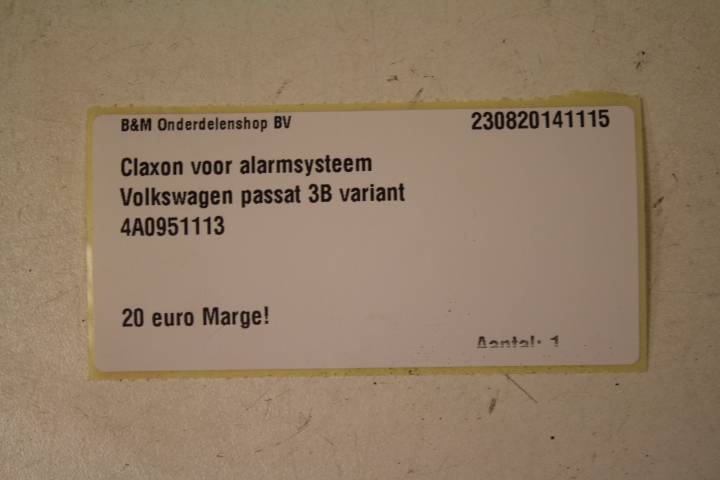 B&M Onderdelenshop BV 230820141115
Claxon voor alarmsysteem
Volkswagen passat 3B variant
4A0951113
20 euro Marge!
Aantal: 1